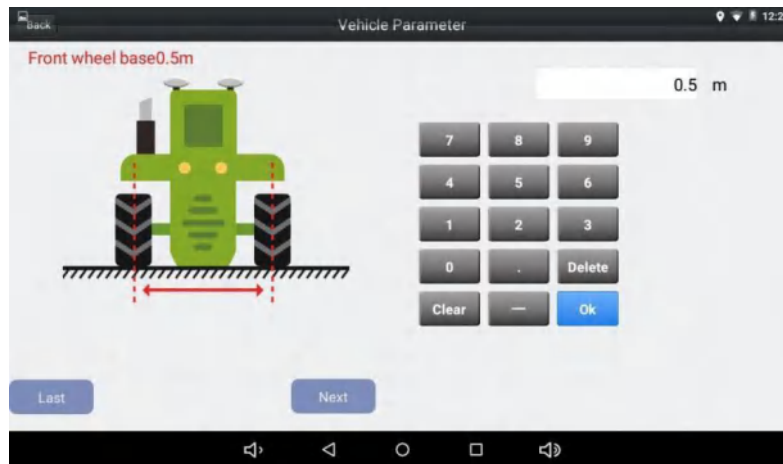 Back
Vehicle Parameter
12:2
Front wheel base0.5m
0.5 m
7 8 9
4 5 6
1 2 3
0 . Delete
Clear — Ok
Last
Next